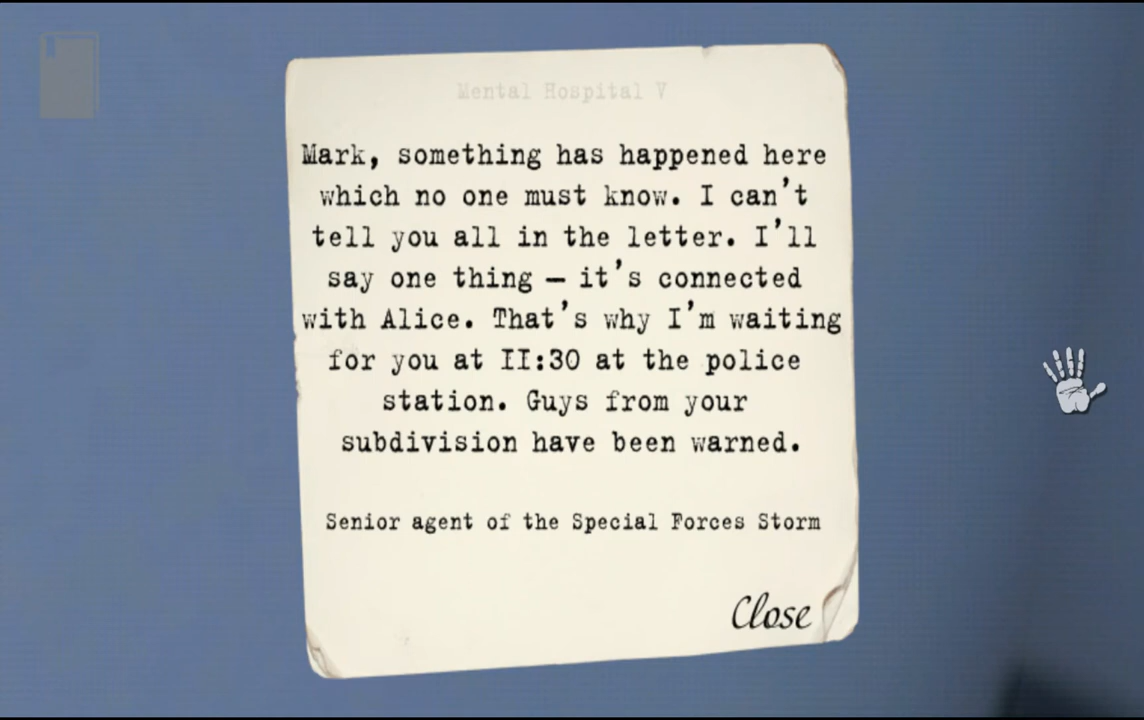 Mental Hospital V
Mark, something has happened here
which no one must know. I can't
tell you all in the letter. I'll
say one thing — it's connected
with Alice. That's why I'm waiting
for you at II:30 at the police
station. Guys from your
subdivision have been warned.
Senior agent of the Special Forces Storm
Close